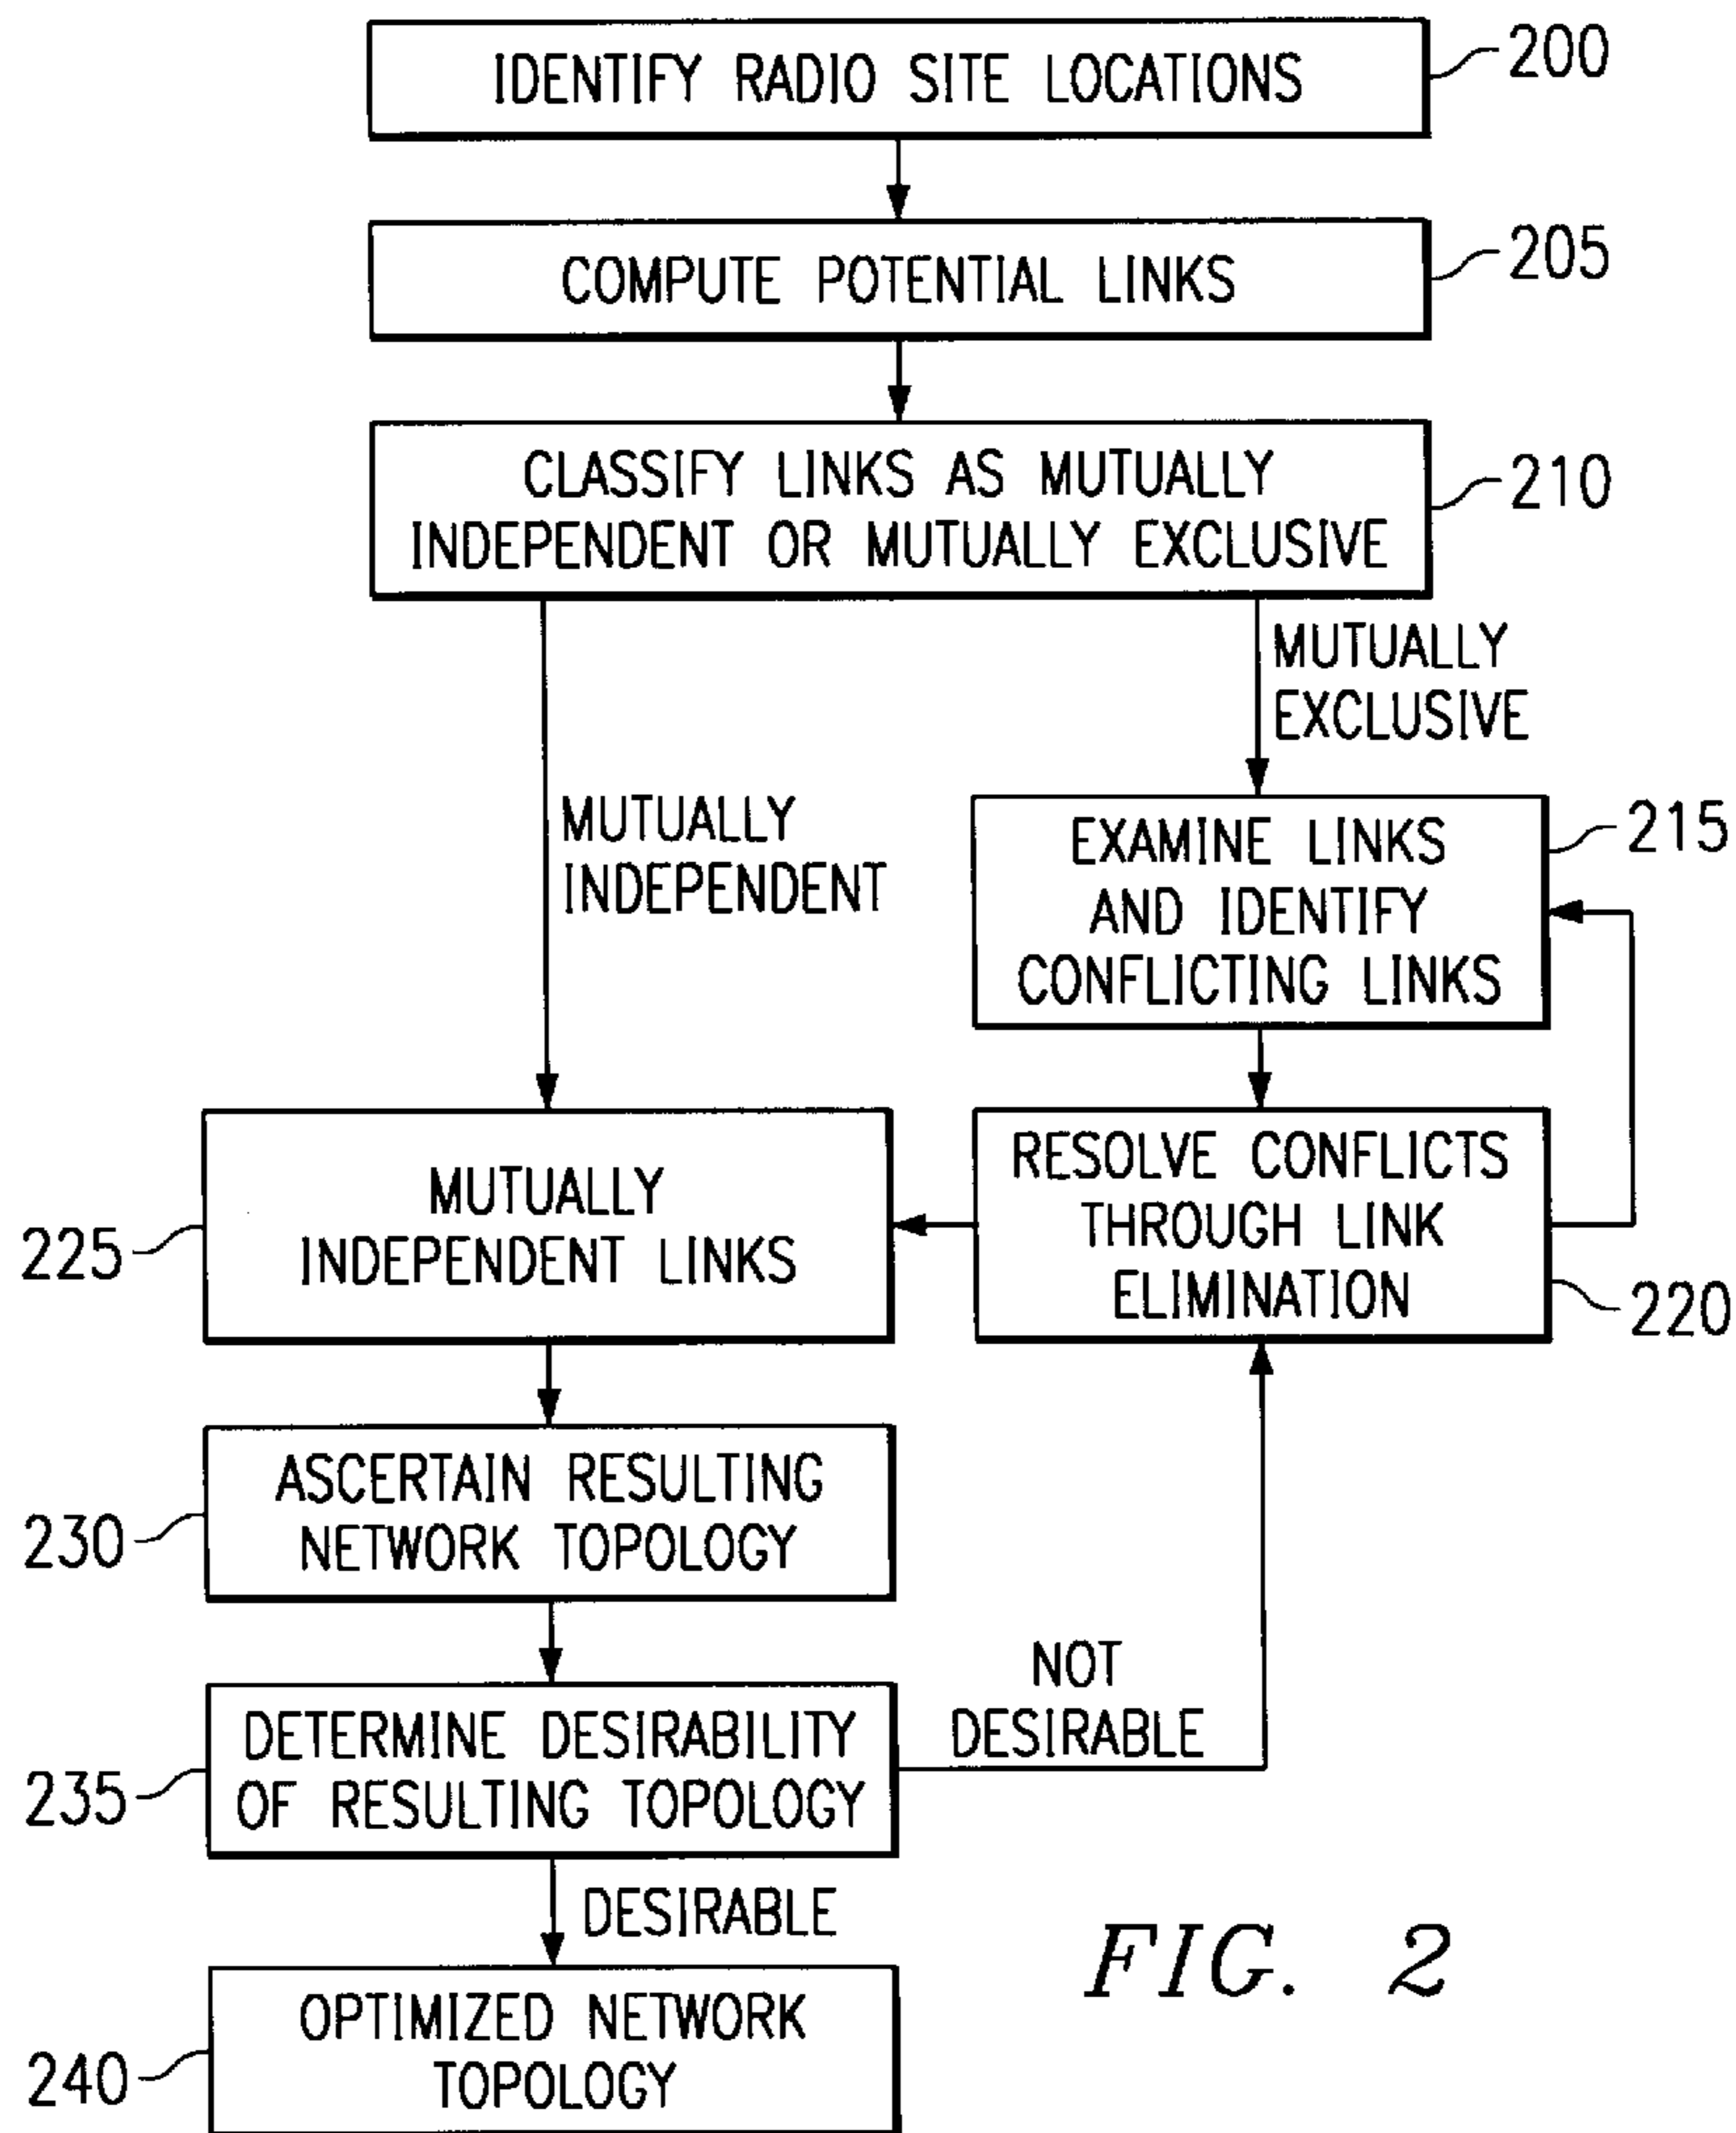 IDENTIFY RADIO SITE LOCATIONS
200
COMPUTE POTENTIAL LINKS
205
CLASSIFY LINKS AS MUTUALLY
INDEPENDENT OR MUTUALLY EXCLUSIVE
210
MUTUALLY
EXCLUSIVE
MUTUALLY
INDEPENDENT
EXAMINE LINKS
AND IDENTIFY
CONFLICTING LINKS
215
RESOLVE CONFLICTS
THROUGH LINK
ELIMINATION
220
MUTUALLY
INDEPENDENT LINKS
225
ASCERTAIN RESULTING
NETWORK TOPOLOGY
230
DETERMINE DESIRABILITY
OF RESULTING TOPOLOGY
235
NOT
DESIRABLE
DESIRABLE
OPTIMIZED NETWORK
TOPOLOGY
240
FIG. 2